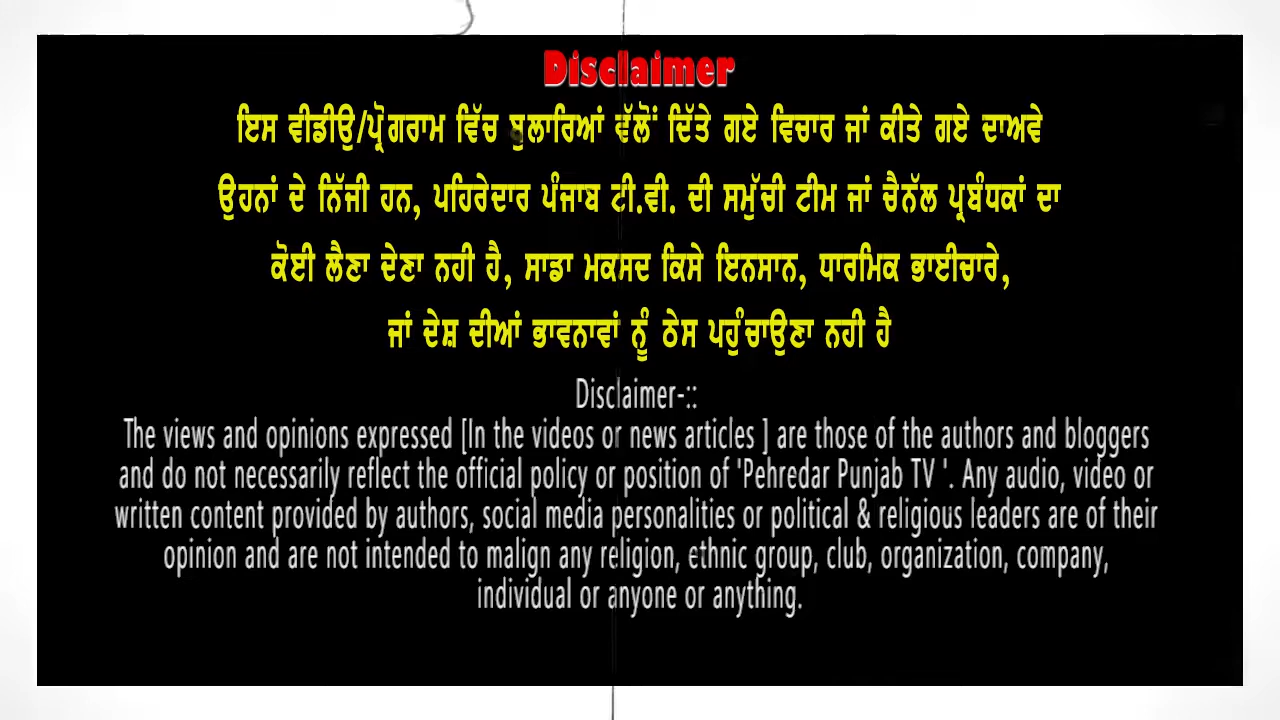 Disclaimer
ਇਸ ਵੀਡੀਉ/ਪ੍ਰੋਗਰਾਮ ਵਿੱਚ ਬੁਲਾਰਿਆਂ ਵੱਲੋਂ ਦਿੱਤੇ ਗਏ ਵਿਚਾਰ ਜਾਂ ਕੀਤੇ ਗਏ ਦਾਅਵੇ
ਉਹਨਾਂ ਦੇ ਨਿੱਜੀ ਹਨ, ਪਹਿਰੇਦਾਰ ਪੰਜਾਬ ਟੀ.ਵੀ. ਦੀ ਸਮੁੱਚੀ ਟੀਮ ਜਾਂ ਚੈਨੱਲ ਪ੍ਰਬੰਧਕਾਂ ਦਾ
ਕੋਈ ਲੈਣਾ ਦੇਣਾ ਨਹੀ ਹੈ, ਸਾਡਾ ਮਕਸਦ ਕਿਸੇ ਇਨਸਾਨ, ਧਾਰਮਿਕ ਭਾਈਚਾਰੇ,
ਜਾਂ ਦੇਸ਼ ਦੀਆਂ ਭਾਵਨਾਵਾਂ ਨੂੰ ਠੇਸ ਪਹੁੰਚਾਉਣਾ ਨਹੀ ਹੈ
Disclaimer-::
The views and opinions expressed [In the videos or news articles ] are those of the authors and bloggers
and do not necessarily reflect the official policy or position of 'Pehredar Punjab TV '. Any audio, video or
written content provided by authors, social media personalities or political & religious leaders are of their
opinion and are not intended to malign any religion, ethnic group, club, organization, company,
individual or anyone or anything.